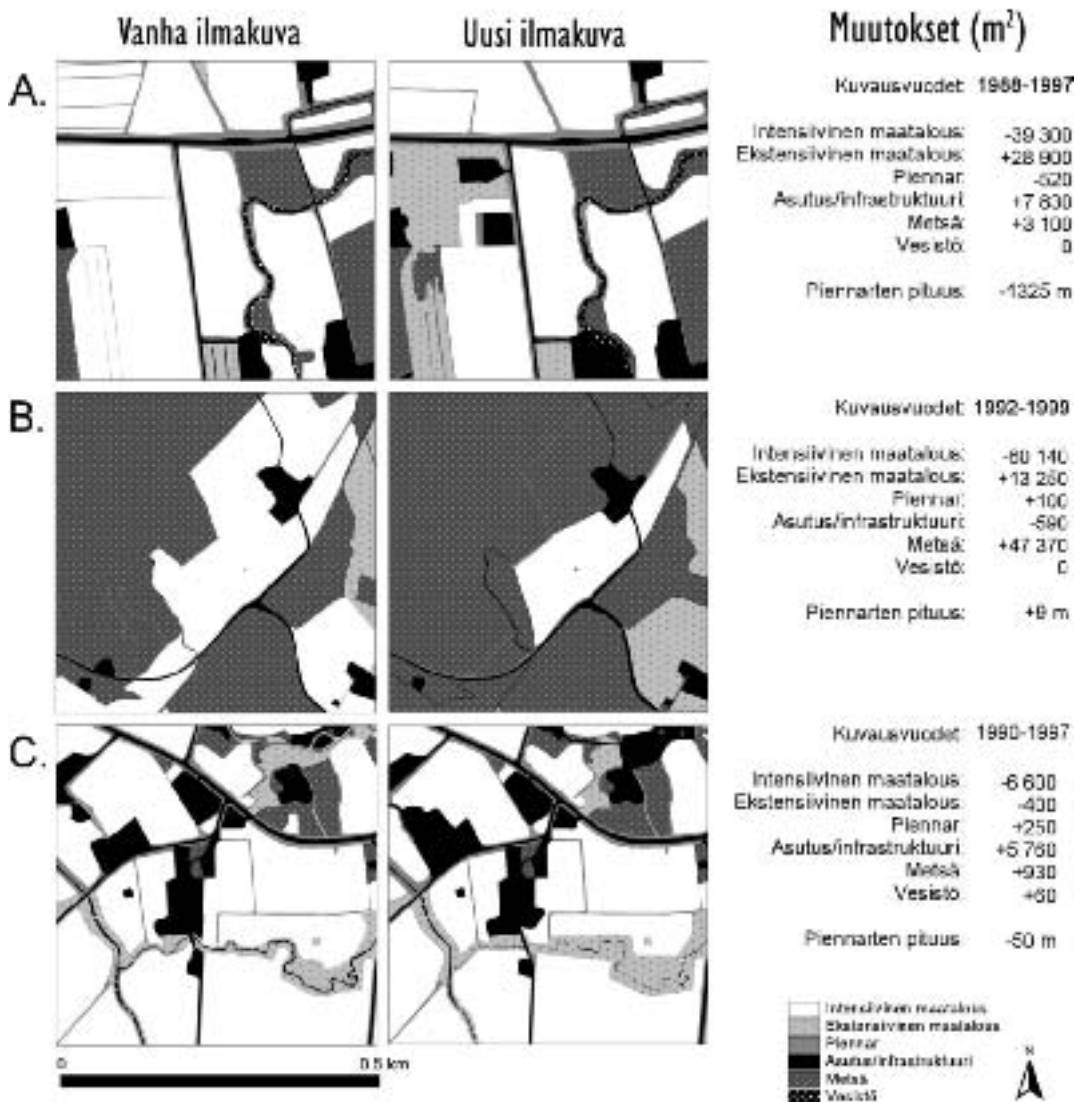 Vanha ilmakuva
Uusi ilmakuva
Muutokset (m²)
A.
Kuvausvuodet: 1988-1997
Intensiivinen maatalous: -39 300
Ekstensiivinen maatalous: +28 900
Piennar: -520
Asutus/infrastruktuuri: +7 830
Metsä: +3 100
Vesistö: 0
Piennarten pituus: -1325 m
B.
Kuvausvuodet: 1992-1999
Intensiivinen maatalous: -60 140
Ekstensiivinen maatalous: +13 250
Piennar: +100
Asutus/infrastruktuuri: -590
Metsä: +47 370
Vesistö: 0
Piennarten pituus: +9 m
C.
Kuvausvuodet: 1990-1997
Intensiivinen maatalous: -6 600
Ekstensiivinen maatalous: -400
Piennar: +250
Asutus/infrastruktuuri: +5 760
Metsä: +930
Vesistö: +60
Piennarten pituus: -50 m
Intensiivinen maatalous
Ekstensiivinen maatalous
Piennar
Asutus/infrastruktuuri
Metsä
Vesistö
0 0.5 km
N